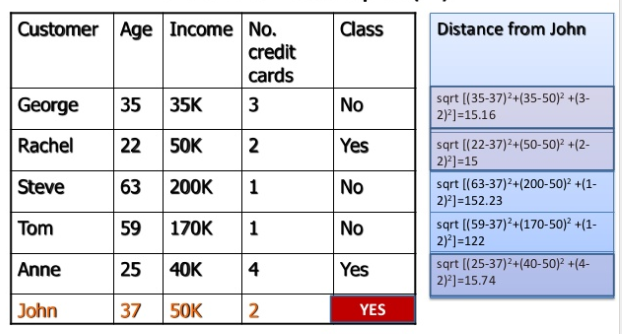 Customer Age Income No. credit cards Class Distance from John
George 35 35K 3 No sqrt [(35-37)²+(35-50)² +(3-
2)²]=15.16
Rachel 22 50K 2 Yes sqrt [(22-37)²+(50-50)² +(2-
2)²]=15
Steve 63 200K 1 No sqrt [(63-37)²+(200-50)² +(1-
2)²]=152.23
Tom 59 170K 1 No sqrt [(59-37)²+(170-50)² +(1-
2)²]=122
Anne 25 40K 4 Yes sqrt [(25-37)²+(40-50)² +(4-
2)²]=15.74
John 37 50K 2 YES